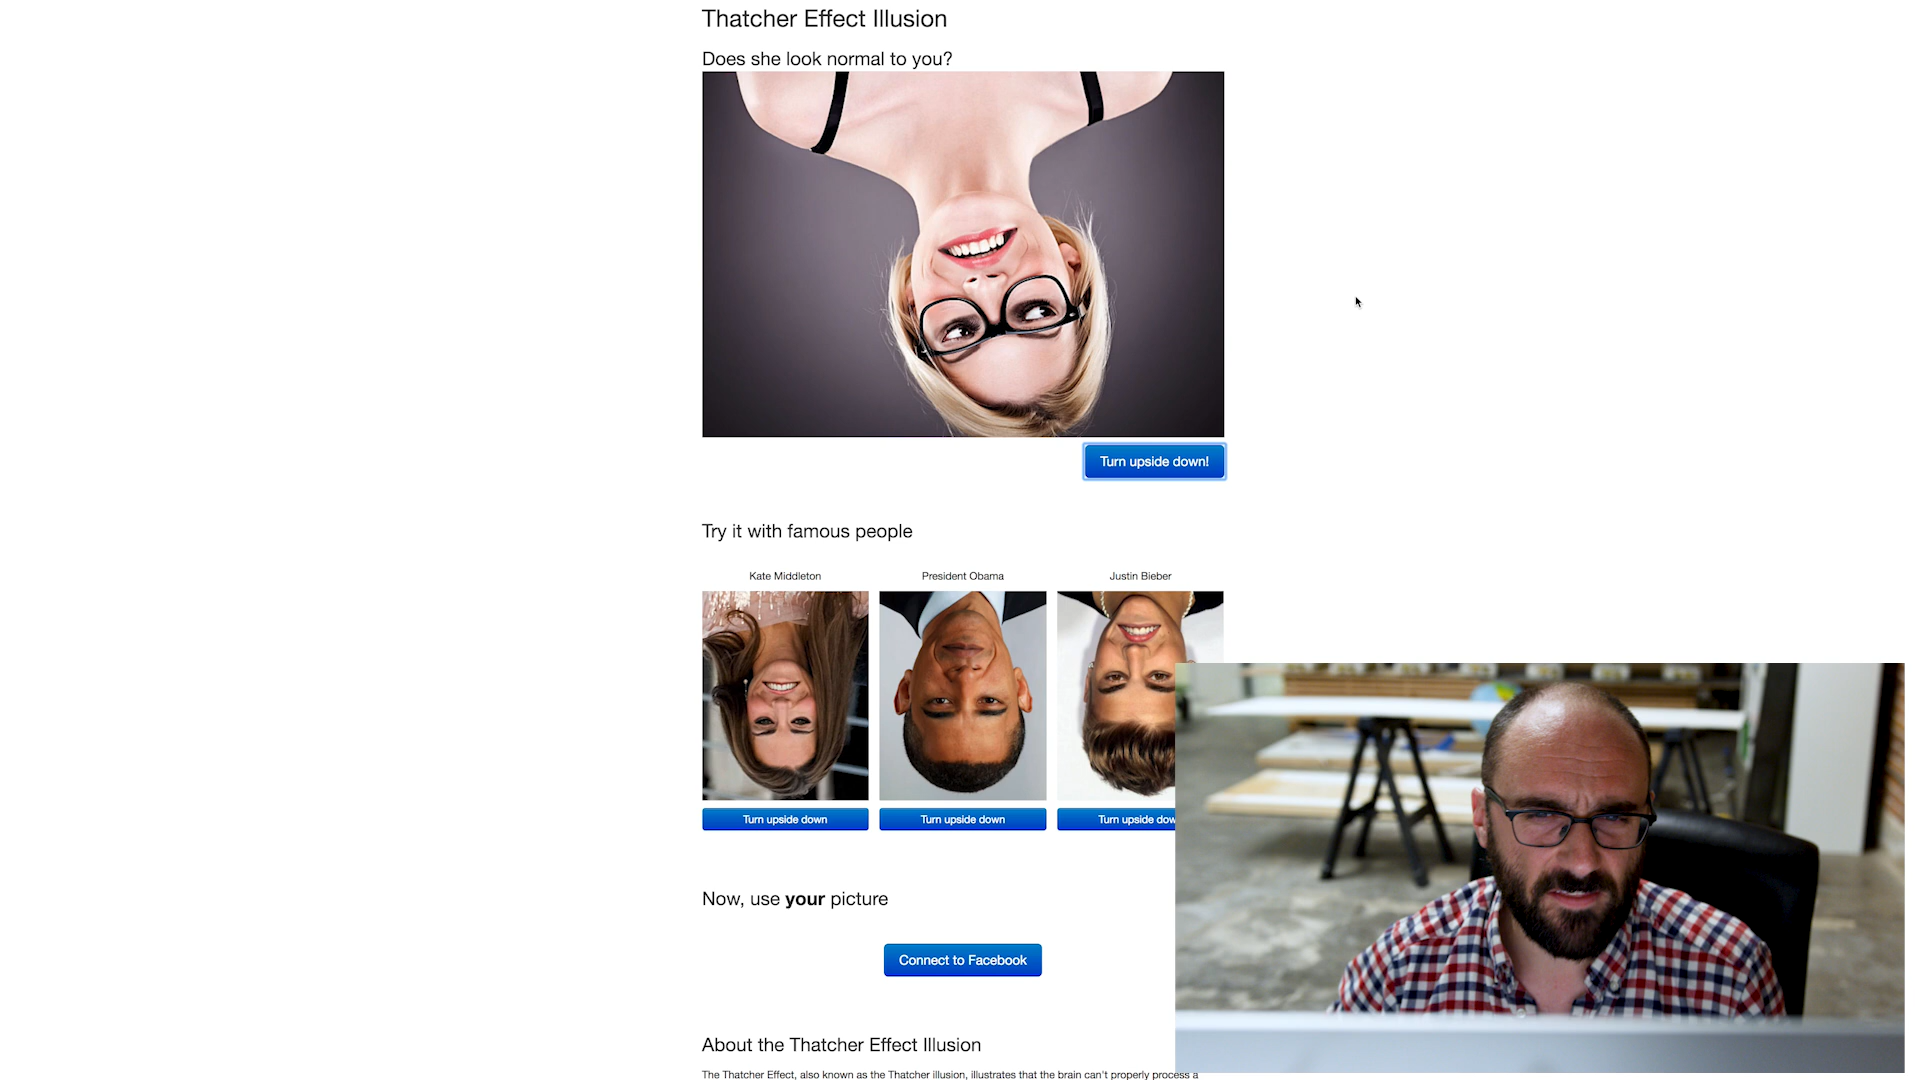 Thatcher Effect Illusion
Does she look normal to you?
Turn upside down!
Try it with famous people
Kate Middleton
President Obama
Justin Bieber
Turn upside down
Turn upside down
Turn upside dow
Now, use your picture
Connect to Facebook
About the Thatcher Effect Illusion
The Thatcher Effect, also known as the Thatcher illusion, illustrates that the brain can't properly process a